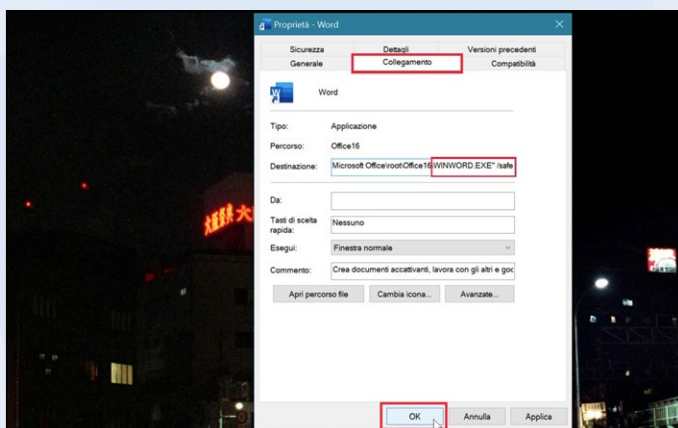 Proprietà - Word
Sicurezza Dettagli Versioni precedenti
Generale Collegamento Compatibilità
Word
Tipo: Applicazione
Percorso: Office16
Destinazione: Microsoft Office\root\Office16\WINWORD.EXE" /safe
Da:
Tasti di scelta rapida: Nessuno
Esegui: Finestra normale
Commento: Crea documenti accattivanti, lavora con gli altri e goc
Apri percorso file Cambia icona... Avanzate...
OK Annulla Applica